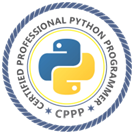 CERTIFIED PROFESSIONAL PYTHON PROGRAMMER
CPPP